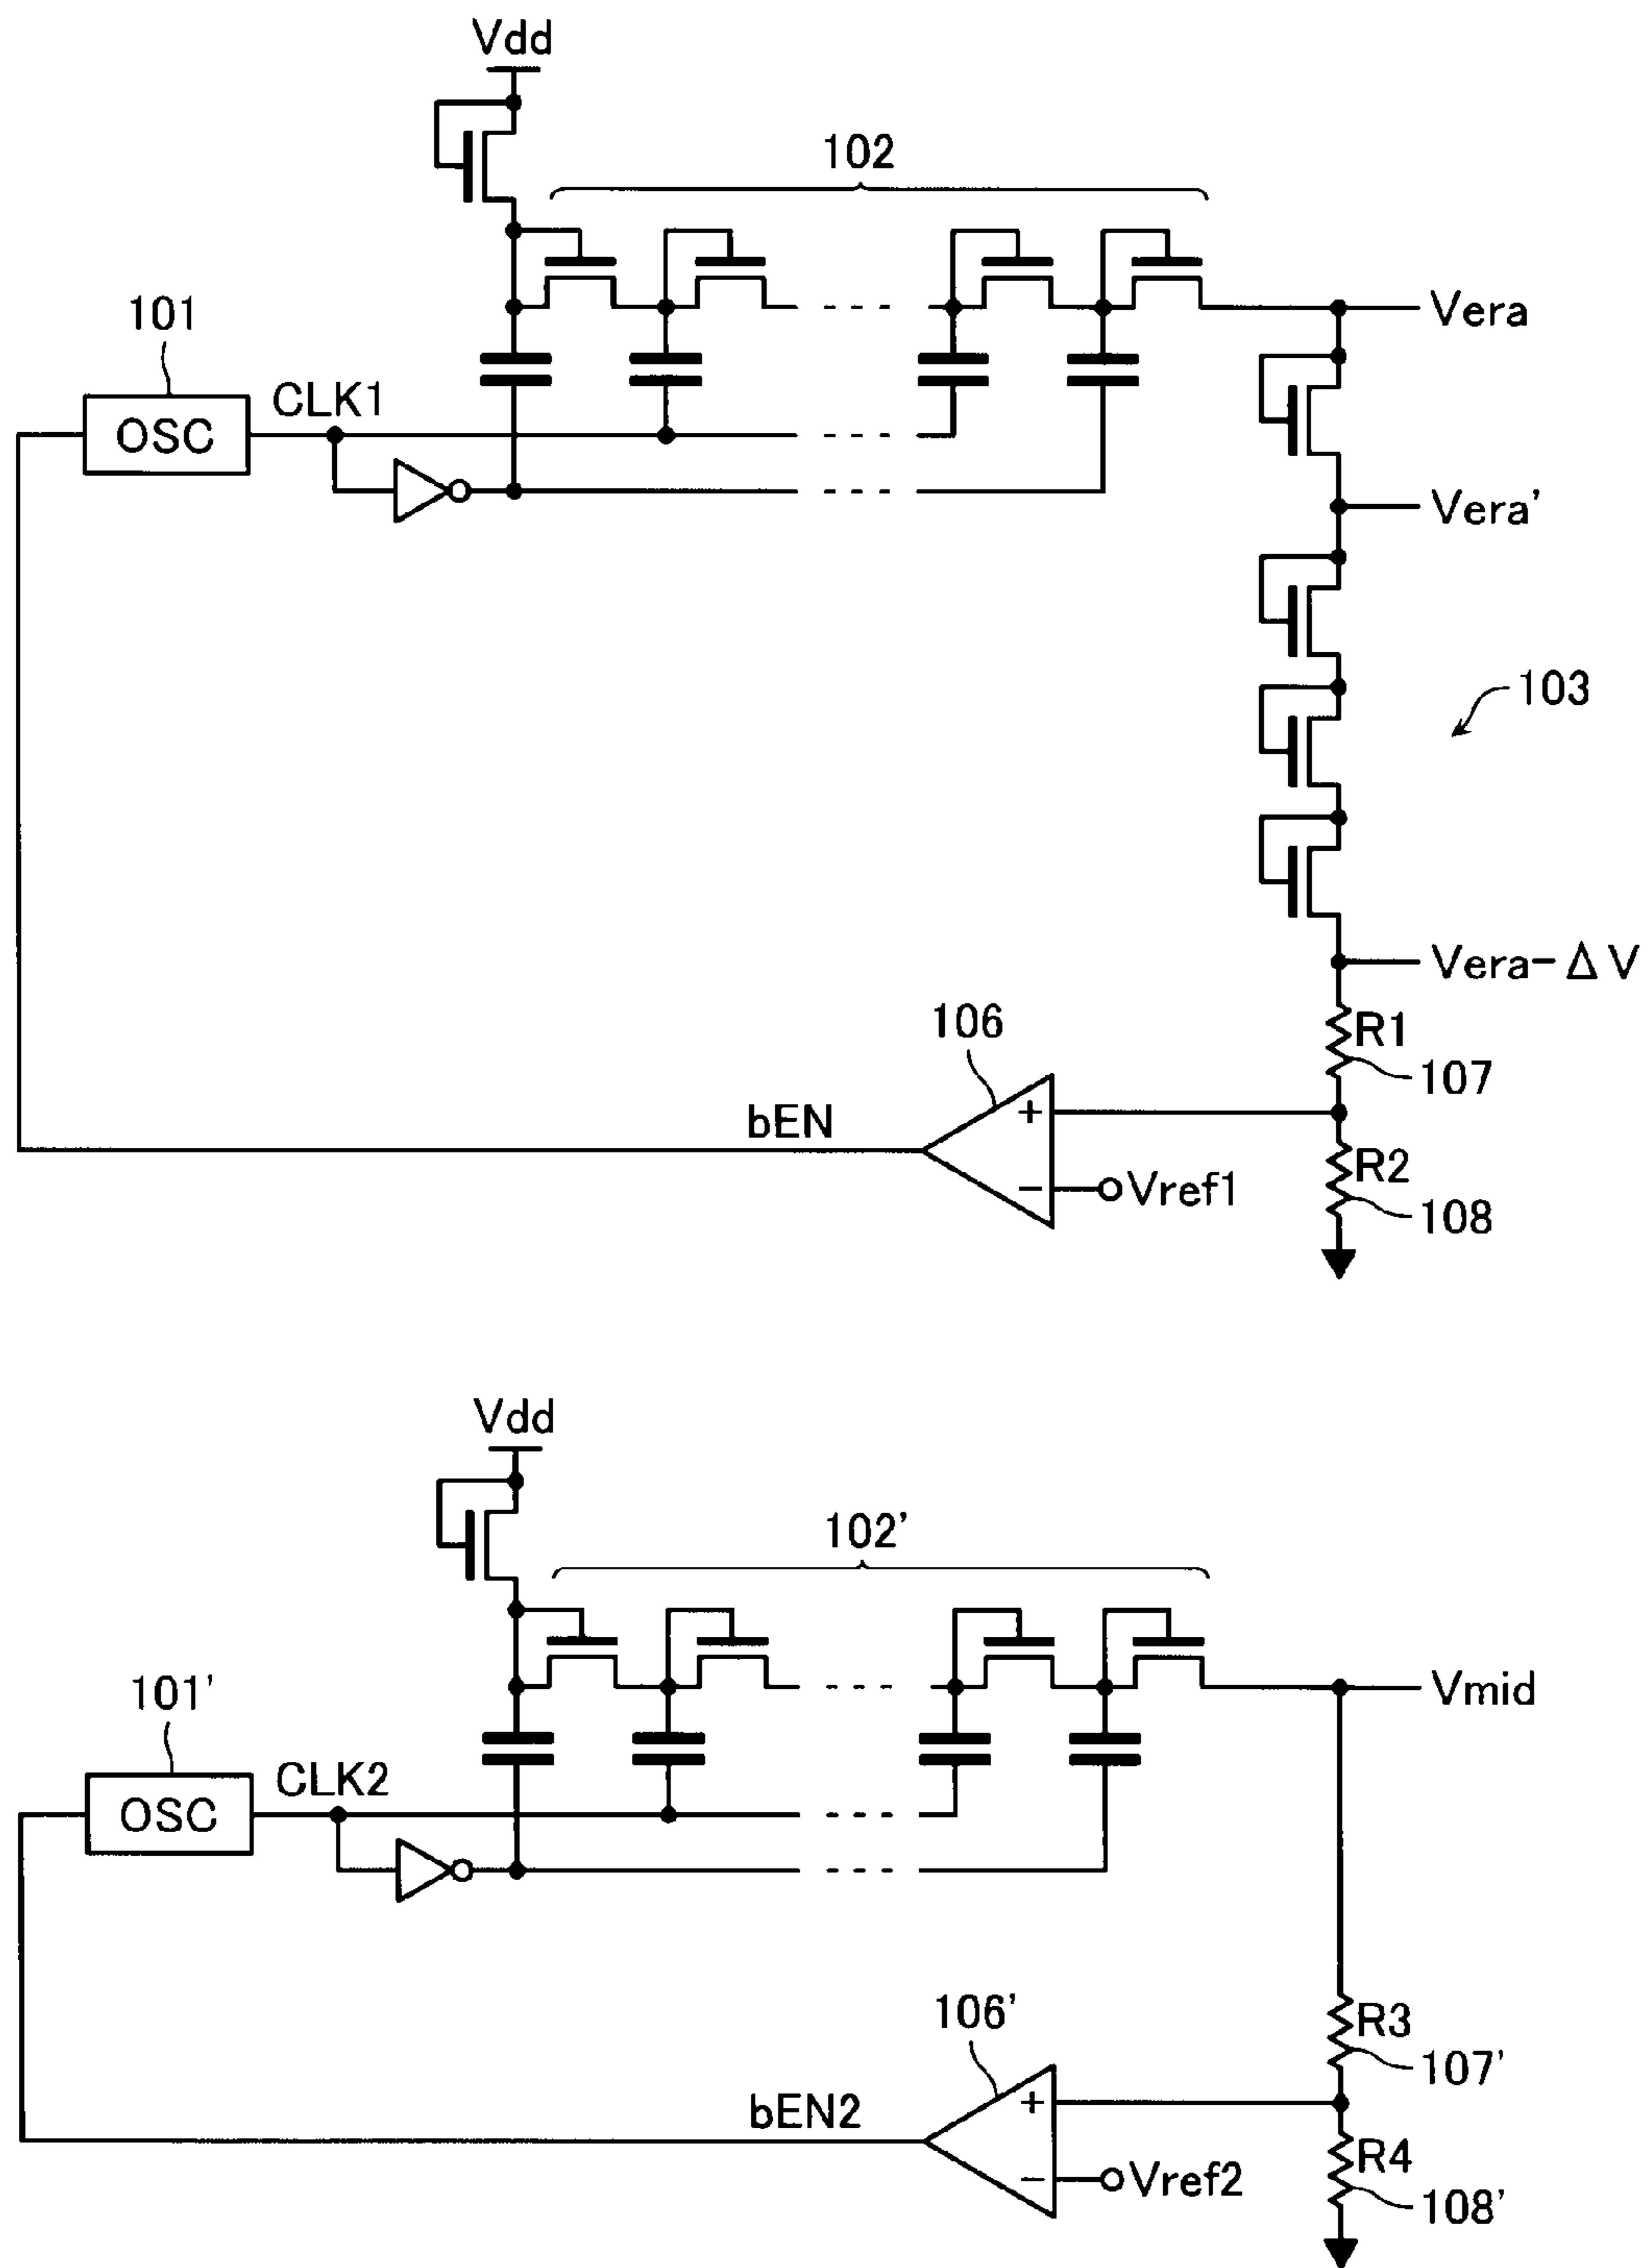 Vdd
102
101
Vera
CLK1
OSC
Vera'
103
Vera-ΔV
106
R1
107
bEN
+
R2
−
Vref1
108
Vdd
102'
101'
Vmid
CLK2
OSC
106'
R3
107'
bEN2
+
R4
−
Vref2
108'